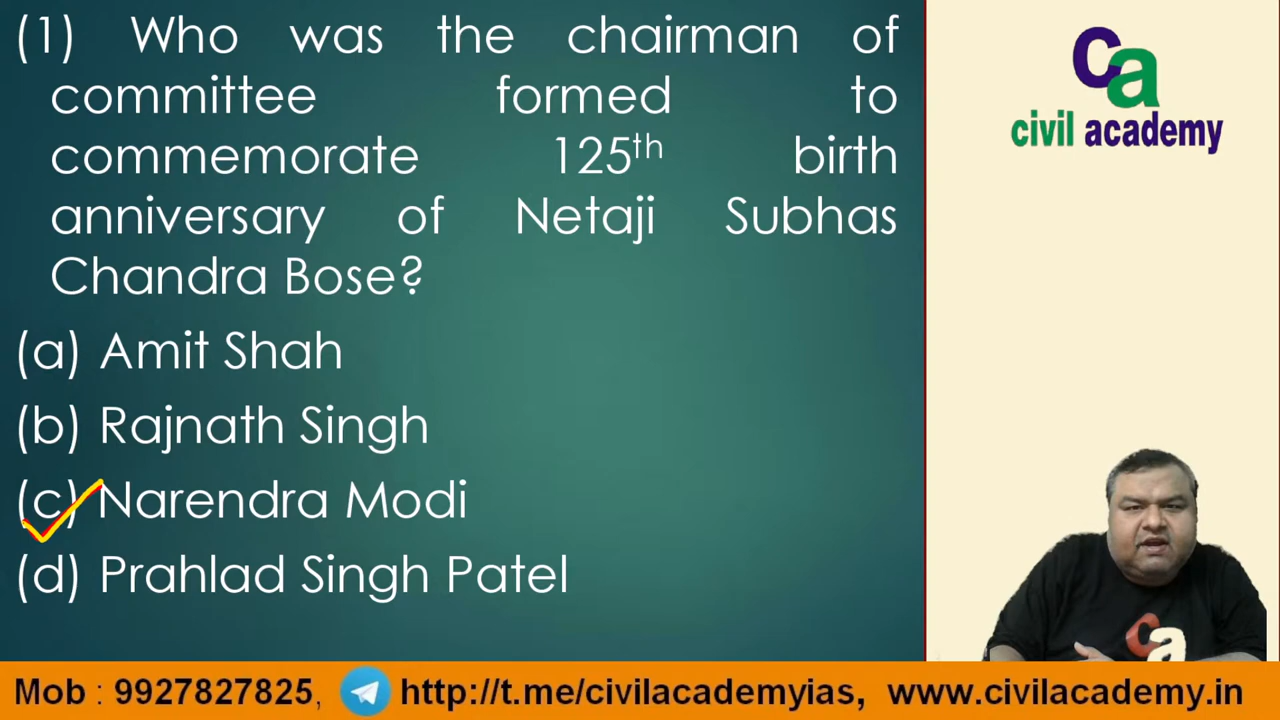 (1) Who was the chairman of
committee formed to
commemorate 125th birth
anniversary of Netaji Subhas
Chandra Bose?
(a) Amit Shah
(b) Rajnath Singh
(c) Narendra Modi
(d) Prahlad Singh Patel
ca
civil academy
ca
Mob : 9927827825, http://t.me/civilacademyias, www.civilacademy.in